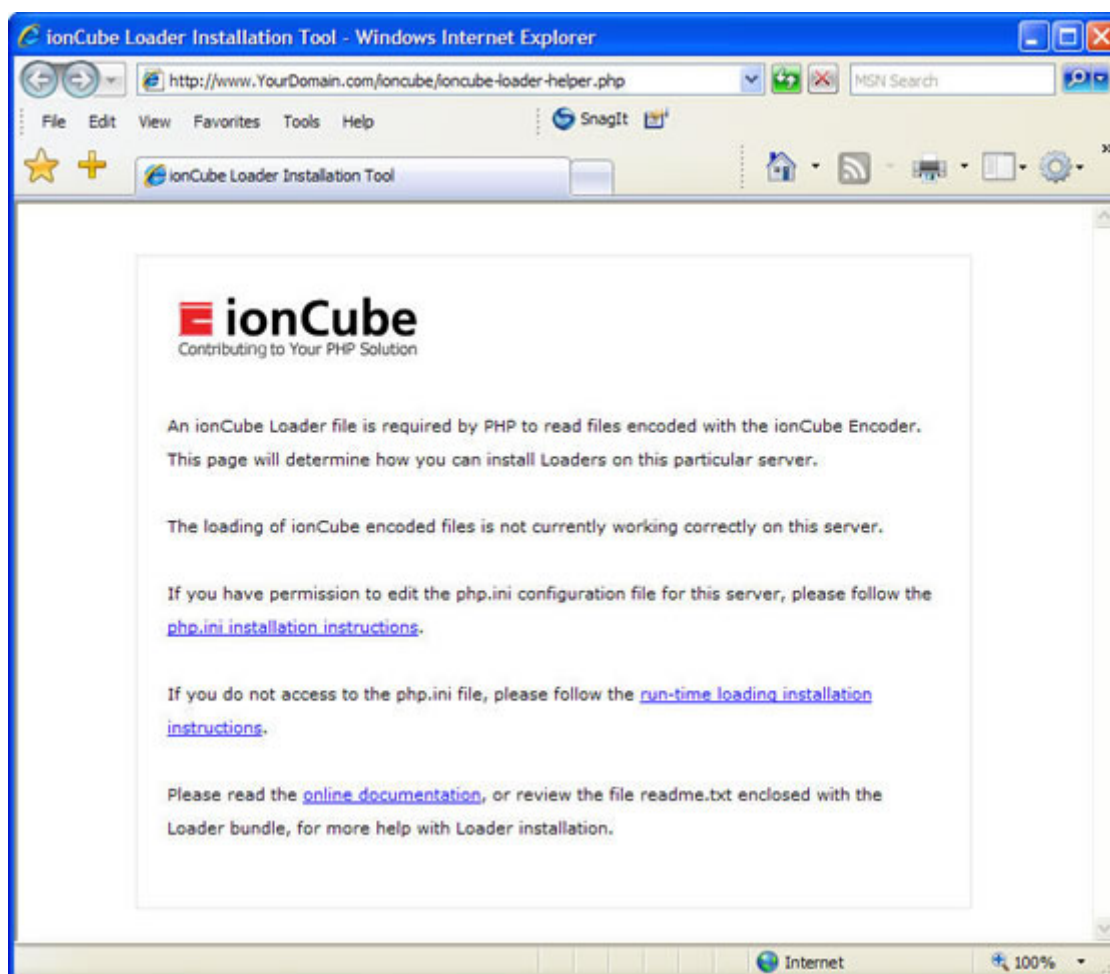 ionCube Loader Installation Tool - Windows Internet Explorer
http://www.YourDomain.com/ioncube/ioncube-loader-helper.php
MSN Search
File Edit View Favorites Tools Help
SnagIt
ionCube Loader Installation Tool
ionCube
Contributing to Your PHP Solution
An ionCube Loader file is required by PHP to read files encoded with the ionCube Encoder.
This page will determine how you can install Loaders on this particular server.
The loading of ionCube encoded files is not currently working correctly on this server.
If you have permission to edit the php.ini configuration file for this server, please follow the
php.ini installation instructions.
If you do not access to the php.ini file, please follow the run-time loading installation
instructions.
Please read the online documentation, or review the file readme.txt enclosed with the
Loader bundle, for more help with Loader installation.
Internet
100%